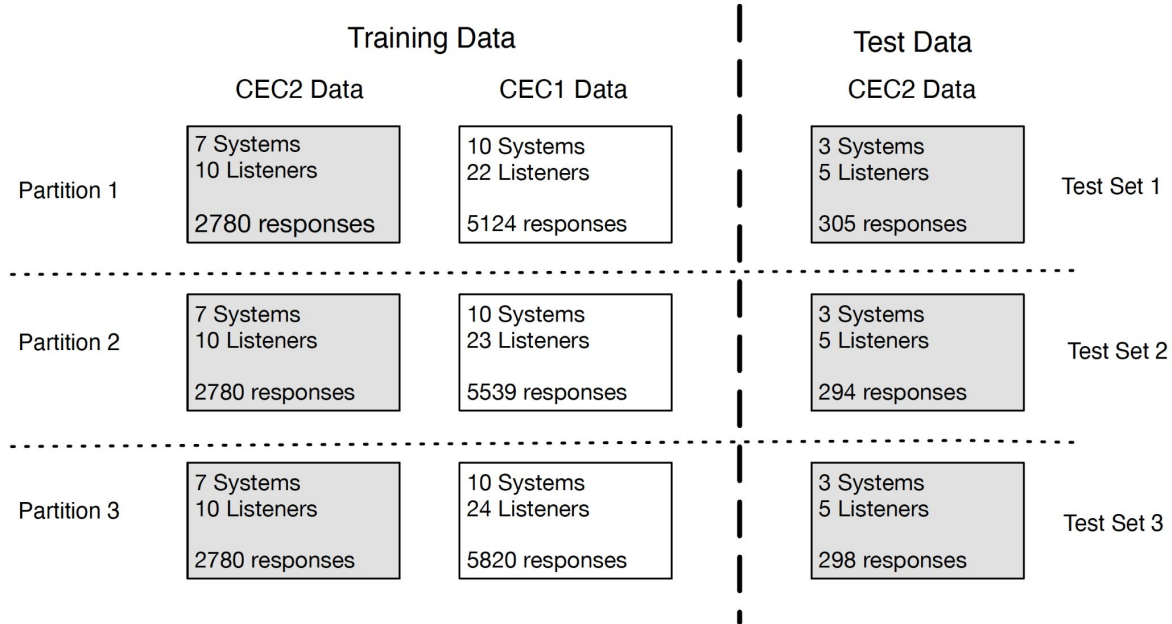 Training Data
Test Data
CEC2 Data
CEC1 Data
CEC2 Data
Partition 1
7 Systems
10 Listeners
2780 responses
10 Systems
22 Listeners
5124 responses
3 Systems
5 Listeners
305 responses
Test Set 1
Partition 2
7 Systems
10 Listeners
2780 responses
10 Systems
23 Listeners
5539 responses
3 Systems
5 Listeners
294 responses
Test Set 2
Partition 3
7 Systems
10 Listeners
2780 responses
10 Systems
24 Listeners
5820 responses
3 Systems
5 Listeners
298 responses
Test Set 3